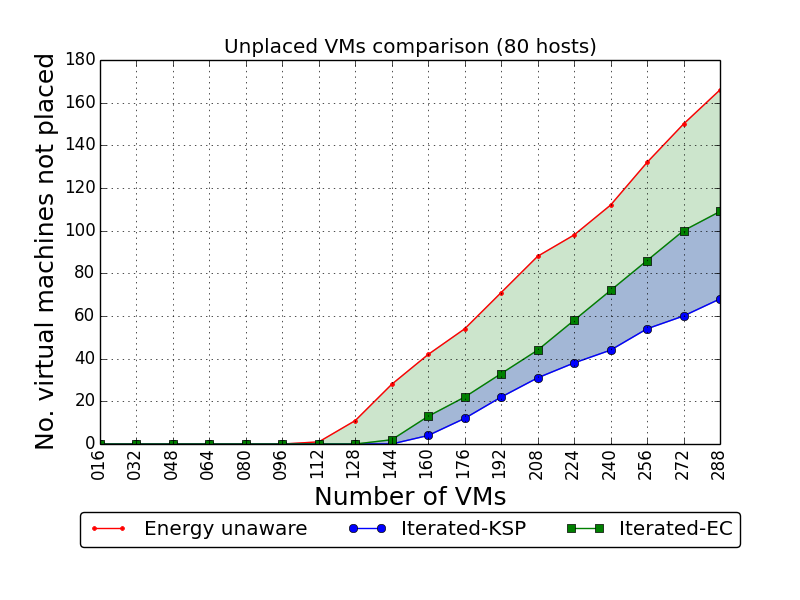 Unplaced VMs comparison (80 hosts)
No. virtual machines not placed
180
160
140
120
100
80
60
40
20
0
016 032 048 064 080 096 112 128 144 160 176 192 208 224 240 256 272 288
Number of VMs
Energy unaware Iterated-KSP Iterated-EC